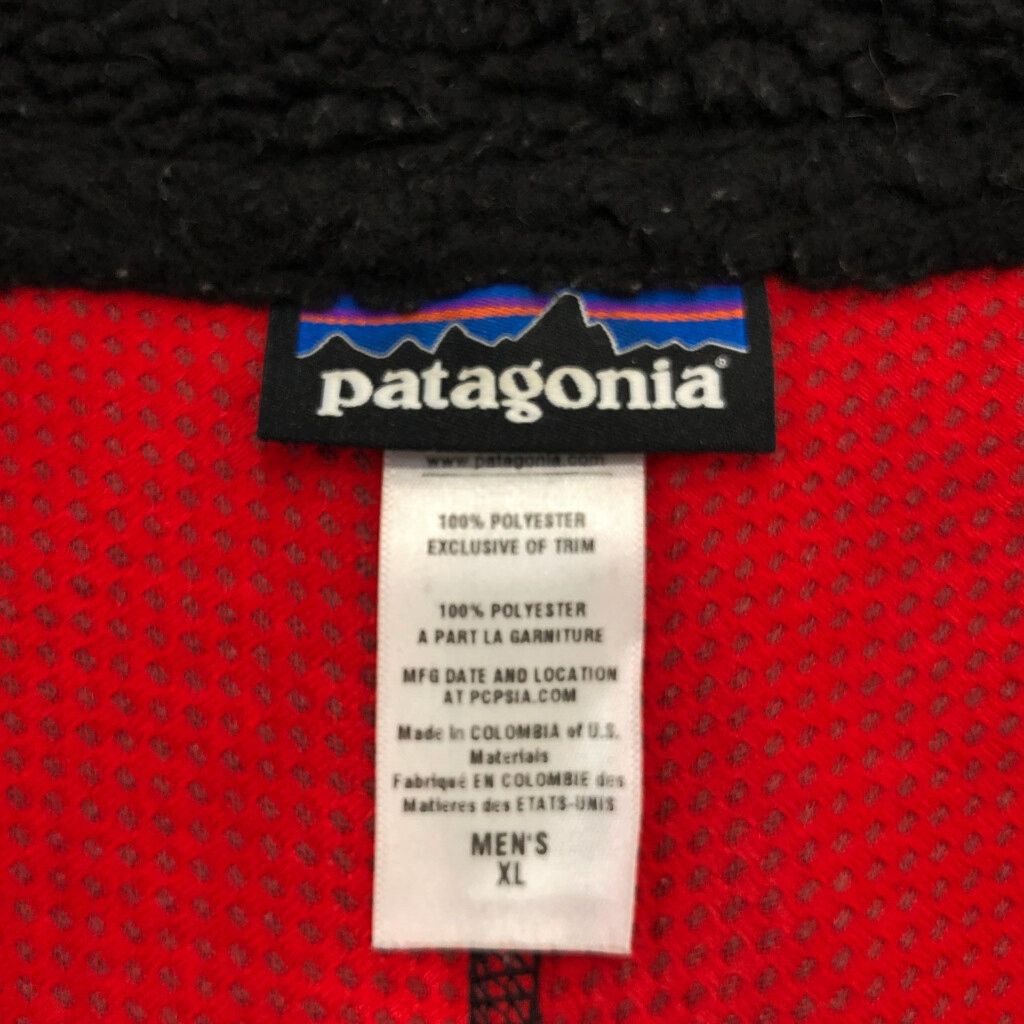 patagonia®
www.patagonia.com
100% POLYESTER
EXCLUSIVE OF TRIM
100% POLYESTER
A PART LA GARNITURE
MFG DATE AND LOCATION
AT PCPSIA.COM
Made in COLOMBIA of U.S.
Materials
Fabriqué EN COLOMBIE des
Matieres des ETATS-UNIS
MEN'S
XL